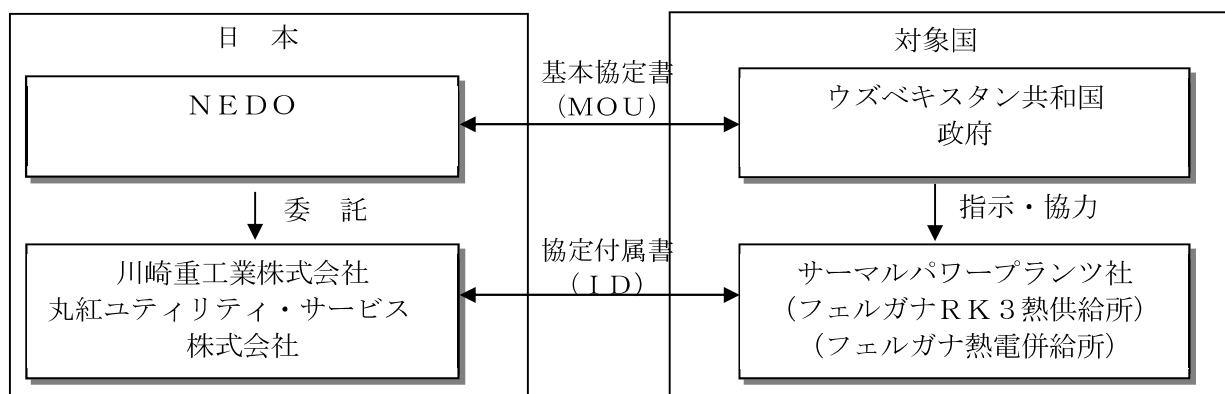 日　本
対象国
ＮＥＤＯ
基本協定書
（MOU）
ウズベキスタン共和国
政府
委　託
指示・協力
川崎重工業株式会社
丸紅ユティリティ・サービス
株式会社
協定付属書
（ＩＤ）
サーマルパワープランツ社
（フェルガナＲＫ３熱供給所）
（フェルガナ熱電併給所）